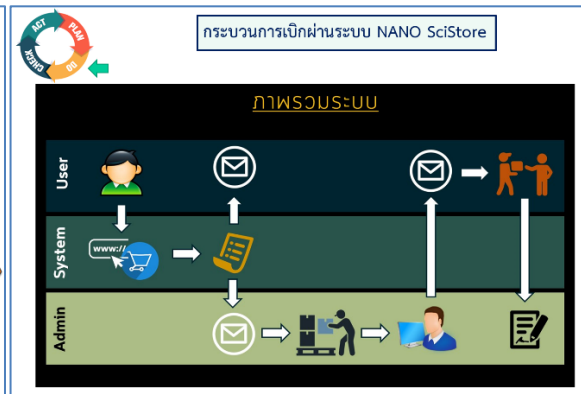 ACT
PLAN
DO
CHECK
กระบวนการเบิกผ่านระบบ NANO SciStore
ภาพรวมระบบ
User
System
www://
Admin